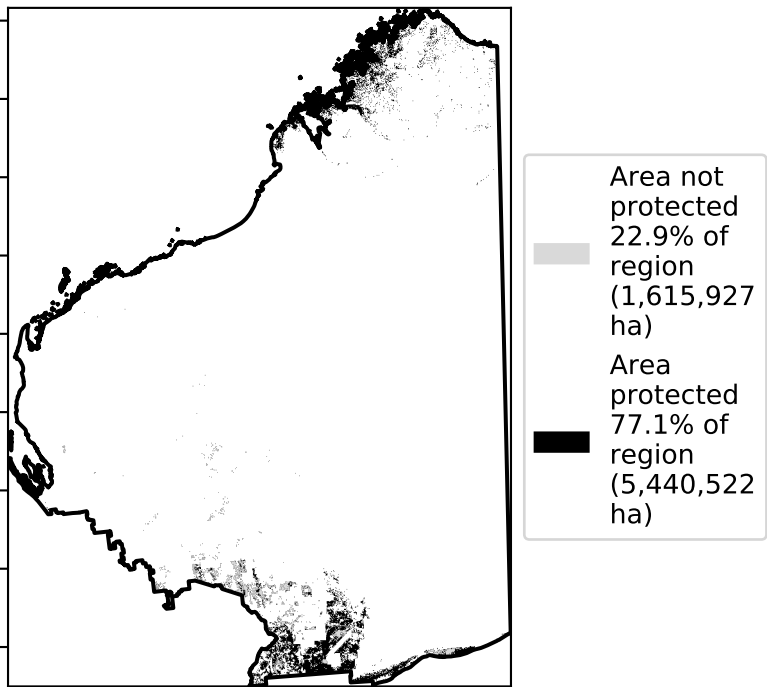 Area not
protected
22.9% of
region
(1,615,927
ha)
Area
protected
77.1% of
region
(5,440,522
ha)